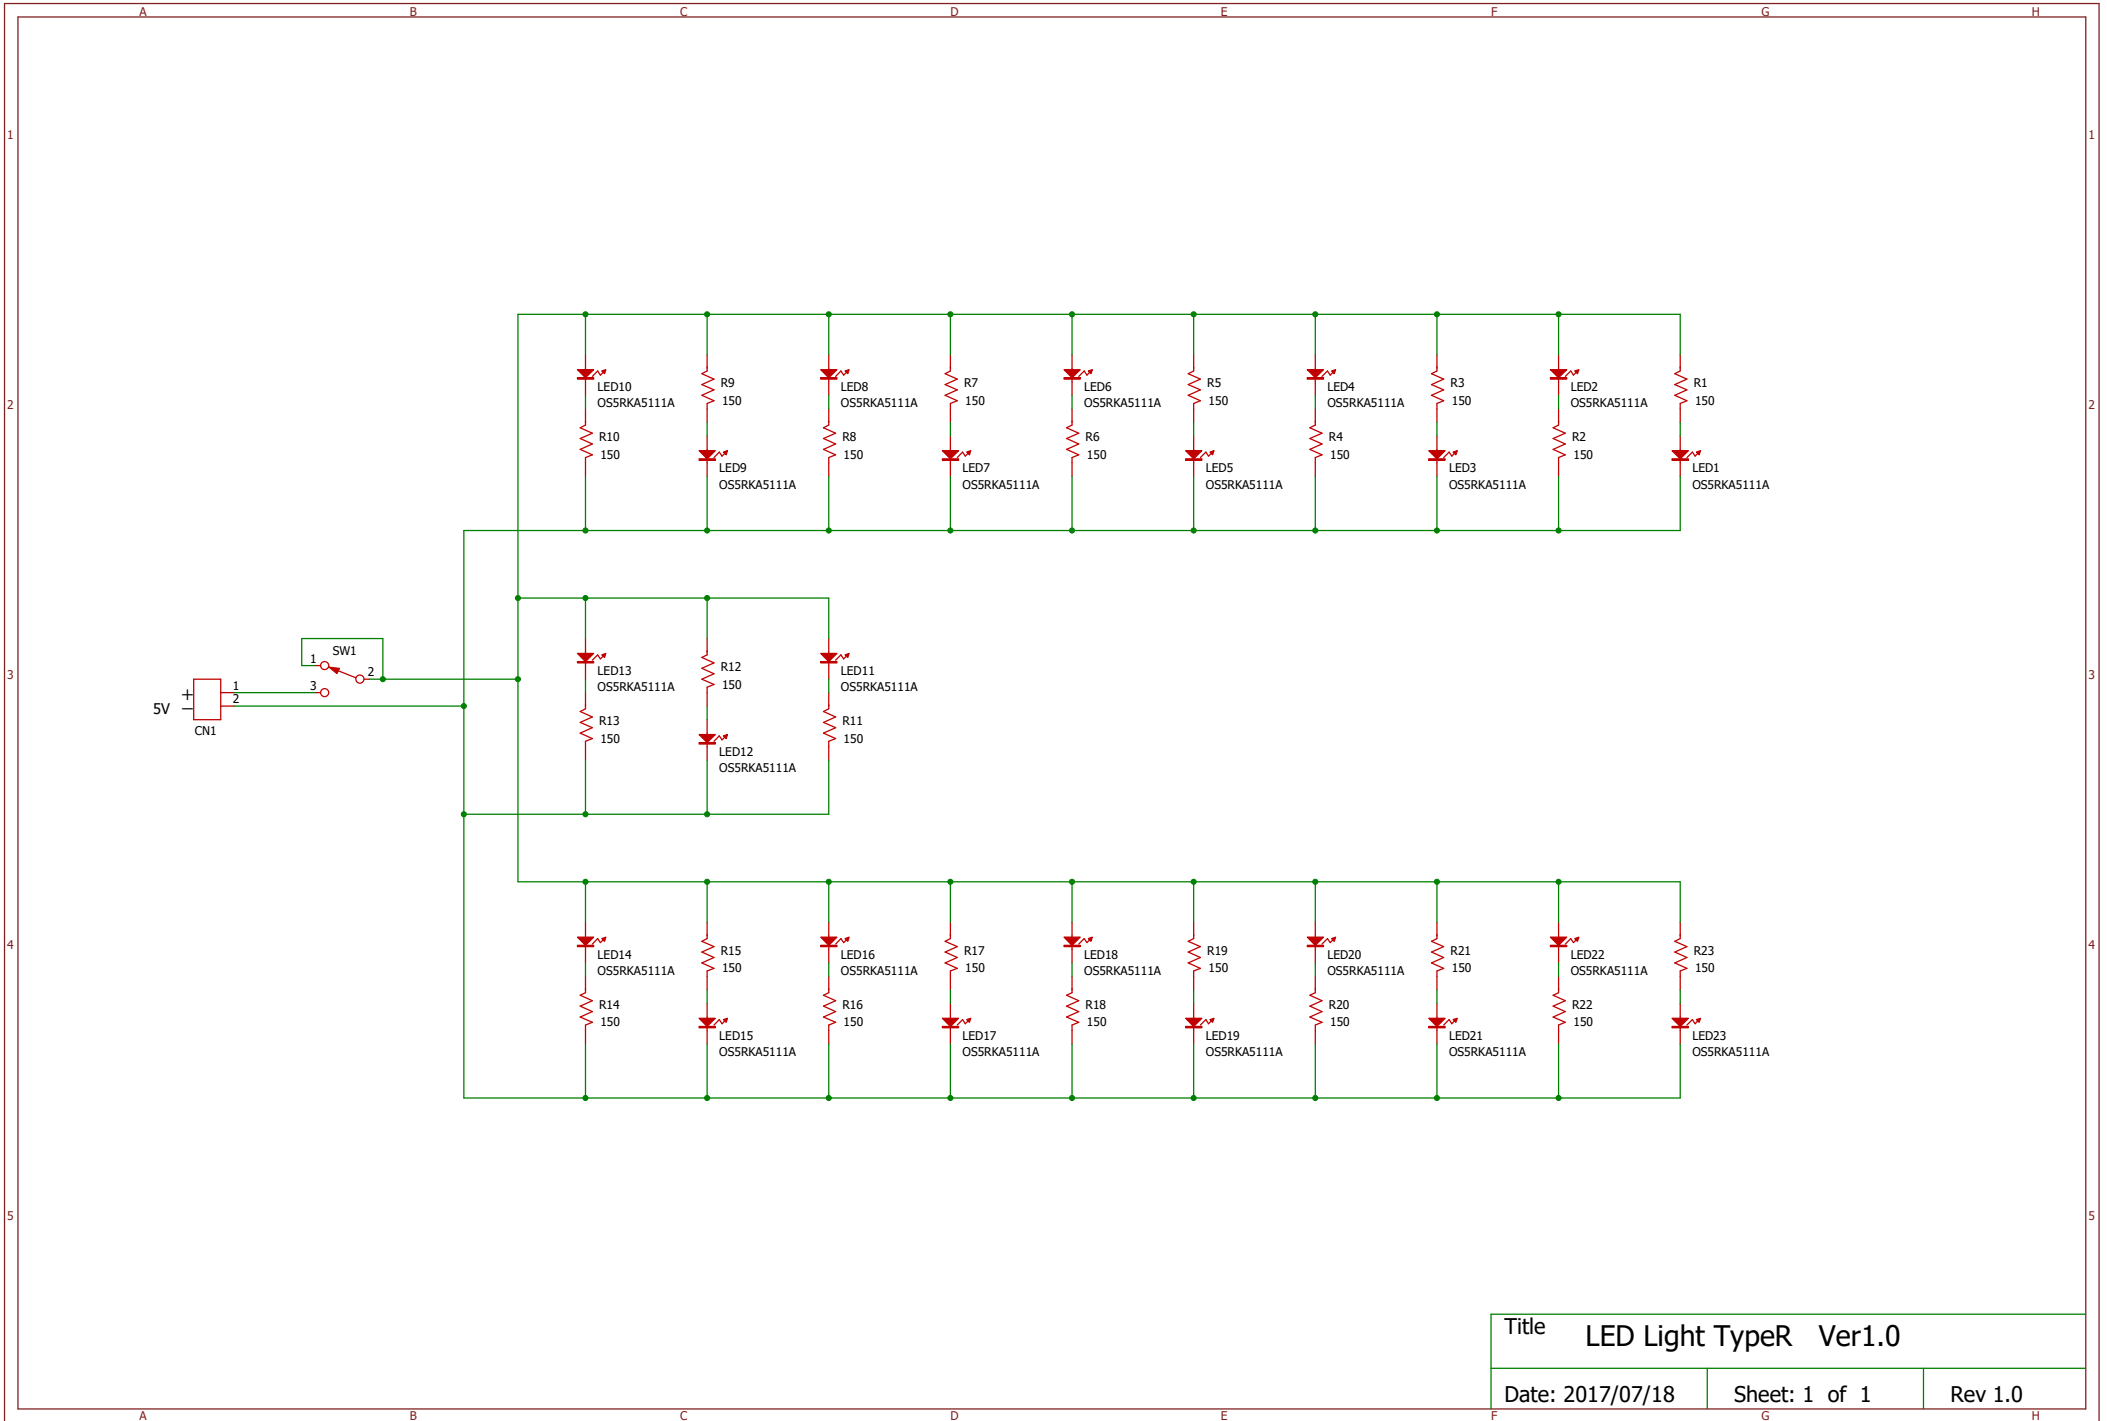 A B C D E F G H
1 1
LED10 R9 LED8 R7 LED6 R5 LED4 R3 LED2 R1
OS5RKA5111A 150 OS5RKA5111A 150 OS5RKA5111A 150 OS5RKA5111A 150 OS5RKA5111A 150
2 2
R10 R8 R6 R4 R2
150 150 150 150 150
LED9 LED7 LED5 LED3 LED1
OS5RKA5111A OS5RKA5111A OS5RKA5111A OS5RKA5111A OS5RKA5111A
SW1
1 2
3
3 3
LED13 R12 LED11
OS5RKA5111A 150 OS5RKA5111A
1
2
5V + −
CN1
R13 R11
150 150
LED12
OS5RKA5111A
4 4
LED14 R15 LED16 R17 LED18 R19 LED20 R21 LED22 R23
OS5RKA5111A 150 OS5RKA5111A 150 OS5RKA5111A 150 OS5RKA5111A 150 OS5RKA5111A 150
R14 R16 R18 R20 R22
150 150 150 150 150
LED15 LED17 LED19 LED21 LED23
OS5RKA5111A OS5RKA5111A OS5RKA5111A OS5RKA5111A OS5RKA5111A
5 5
Title LED Light TypeR Ver1.0
Date: 2017/07/18 Sheet: 1 of 1 Rev 1.0
A B C D E F G H